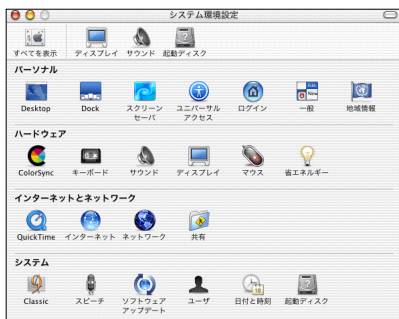 システム環境設定
すべてを表示 ディスプレイ サウンド 起動ディスク
パーソナル
Desktop Dock スクリーン セーバ ユニバーサル アクセス ログイン 一般 地域情報
ハードウェア
ColorSync キーボード サウンド ディスプレイ マウス 省エネルギー
インターネットとネットワーク
QuickTime インターネット ネットワーク 共有
システム
Classic スピーチ ソフトウェア アップデート ユーザ 日付と時刻 起動ディスク